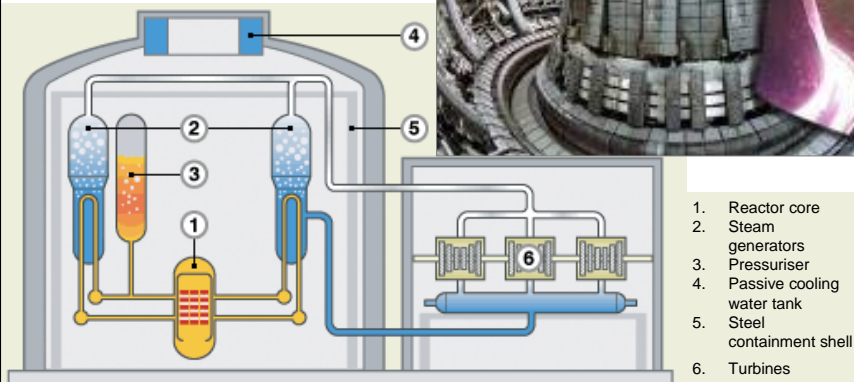 4
2
5
3
1
6
1. Reactor core
2. Steam
generators
3. Pressuriser
4. Passive cooling
water tank
5. Steel
containment shell
6. Turbines